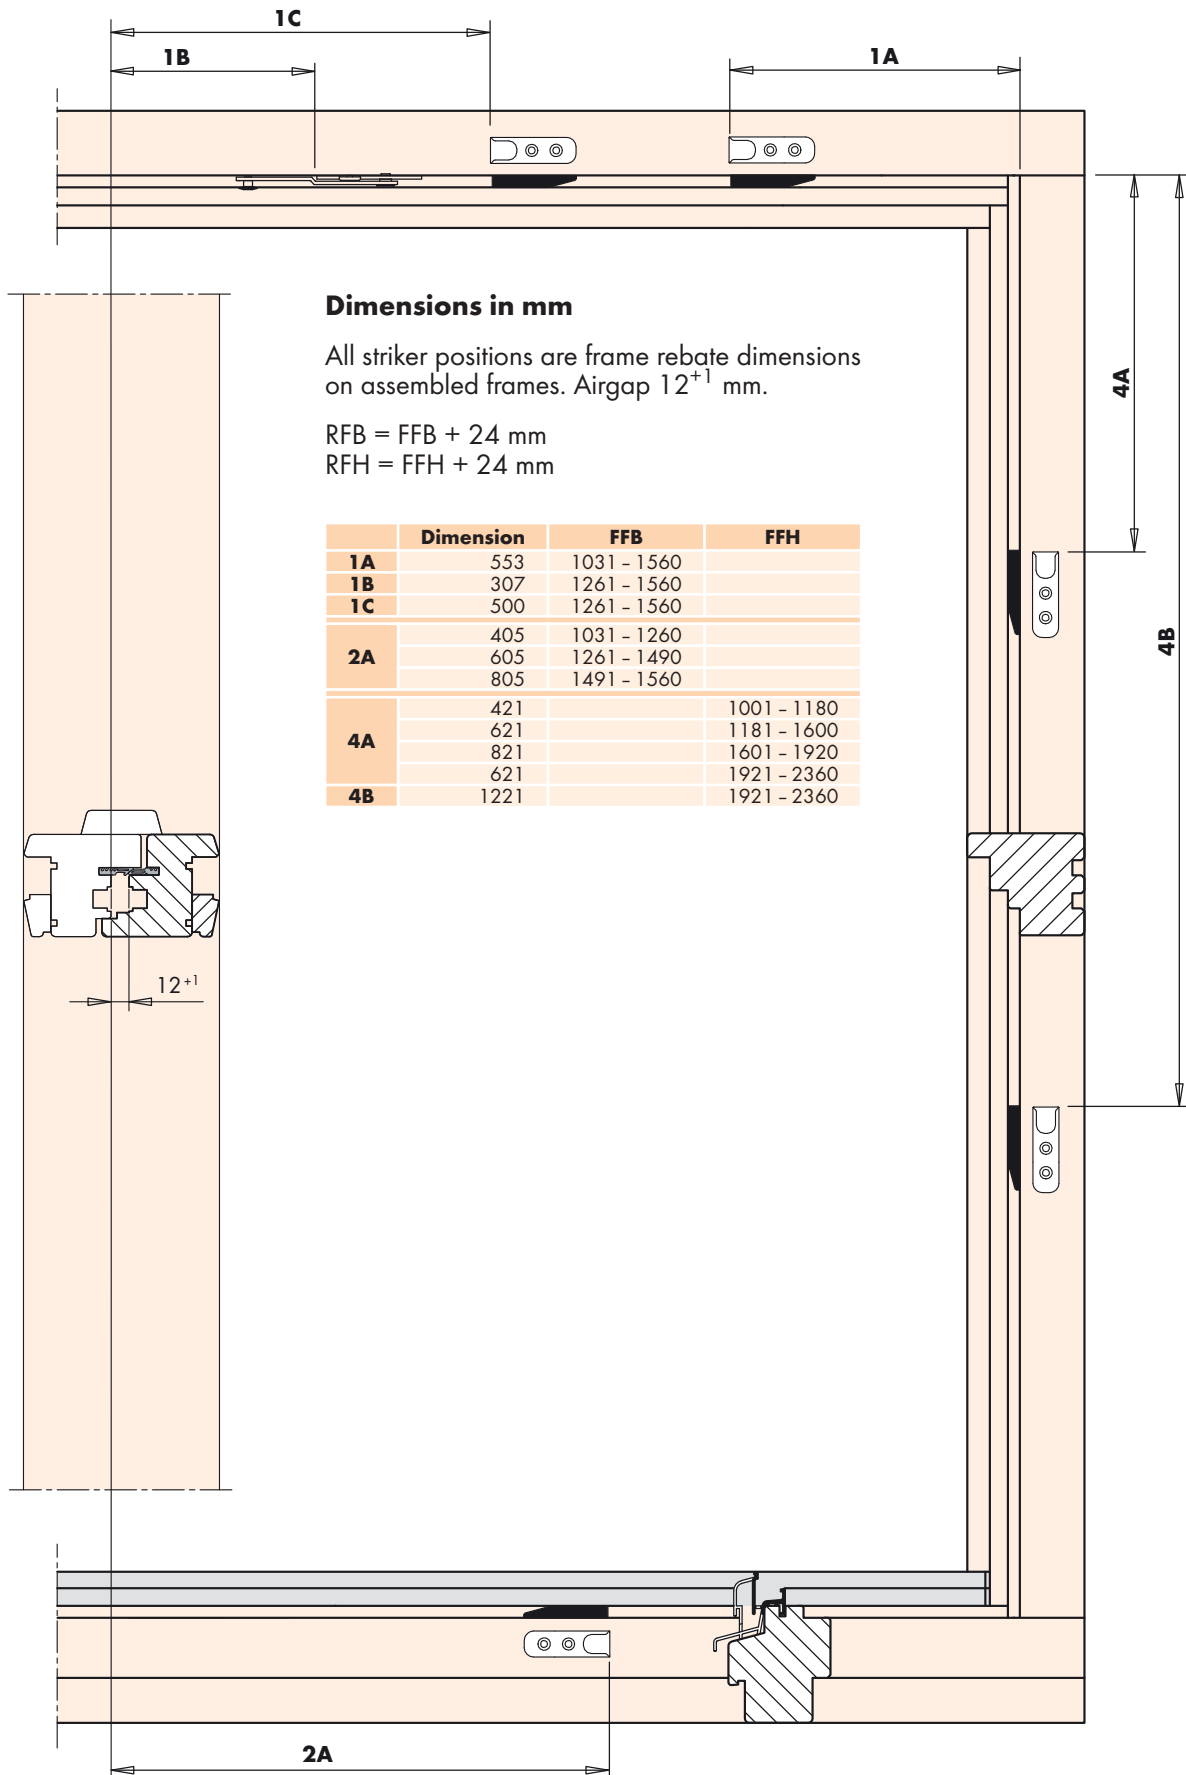 1C
1B
1A
Dimensions in mm
All striker positions are frame rebate dimensions
on assembled frames. Airgap 12+1 mm.
RFB = FFB + 24 mm
RFH = FFH + 24 mm
Dimension FFB FFH
1A 553 1031 – 1560
1B 307 1261 – 1560
1C 500 1261 – 1560
2A 405 1031 – 1260
605 1261 – 1490
805 1491 – 1560
4A 421 1001 – 1180
621 1181 – 1600
821 1601 – 1920
621 1921 – 2360
4B 1221 1921 – 2360
4A
4B
12+1
2A